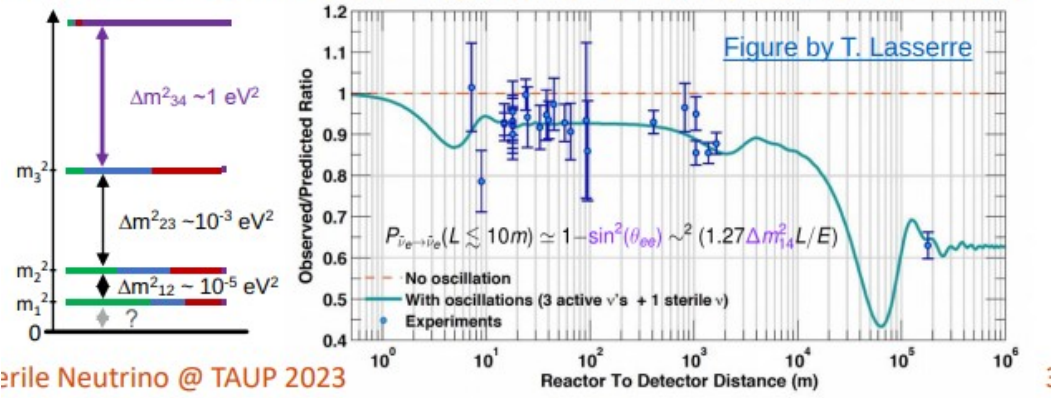 Δm²₃₄ ~1 eV²
m₃²
Δm²₂₃ ~10⁻³ eV²
m₂²
Δm²₁₂ ~ 10⁻⁵ eV²
m₁²
?
0
Observed/Predicted Ratio
1.2
1.1
1
0.9
0.8
0.7
0.6
0.5
0.4
Figure by T. Lasserre
P_{ν̄e→ν̄e}(L ≲ 10m) ≃ 1−sin²(θ_{ee}) ~² (1.27Δm²₁₄L/E)
No oscillation
With oscillations (3 active ν's + 1 sterile ν)
Experiments
10⁰ 10¹ 10² 10³ 10⁴ 10⁵ 10⁶
Reactor To Detector Distance (m)
erile Neutrino @ TAUP 2023